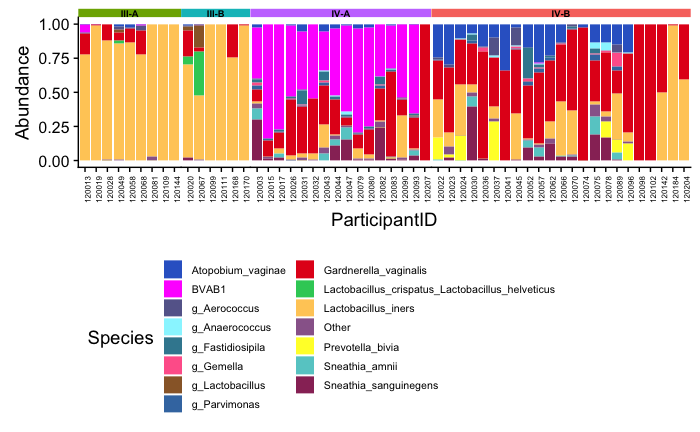 III-A III-B IV-A IV-B
Abundance
1.00
0.75
0.50
0.25
0.00
120013 120019 120028 120049 120058 120068 120081 120109 120144 120020 120067 120099 120111 120168 120170 120003 120015 120017 120026 120031 120032 120043 120044 120047 120079 120080 120082 120083 120090 120093 120207 120022 120023 120024 120030 120036 120037 120041 120045 120052 120057 120062 120066 120070 120074 120075 120078 120089 120096 120098 120102 120142 120184 120204
ParticipantID
Species
Atopobium_vaginae
BVAB1
g_Aerococcus
g_Anaerococcus
g_Fastidiosipila
g_Gemella
g_Lactobacillus
g_Parvimonas
Gardnerella_vaginalis
Lactobacillus_crispatus_Lactobacillus_helveticus
Lactobacillus_iners
Other
Prevotella_bivia
Sneathia_amnii
Sneathia_sanguinegens